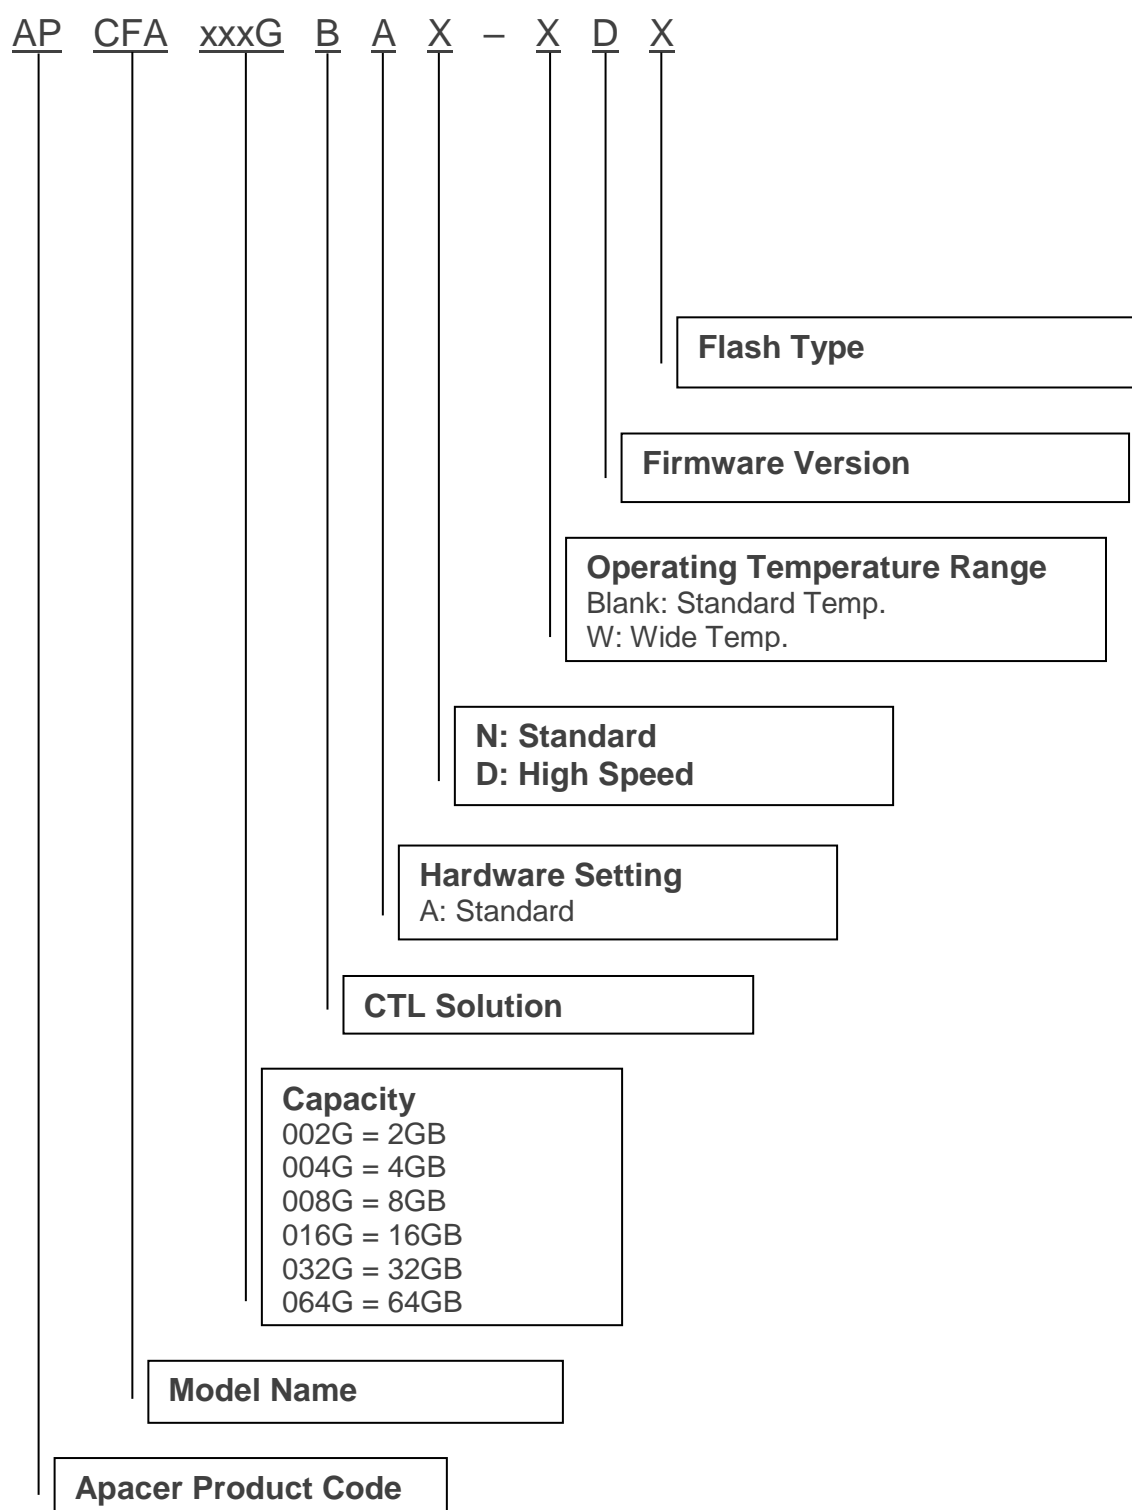 AP CFA xxxG B A X – X D X
Flash Type
Firmware Version
Operating Temperature Range
Blank: Standard Temp.
W: Wide Temp.
N: Standard
D: High Speed
Hardware Setting
A: Standard
CTL Solution
Capacity
002G = 2GB
004G = 4GB
008G = 8GB
016G = 16GB
032G = 32GB
064G = 64GB
Model Name
Apacer Product Code